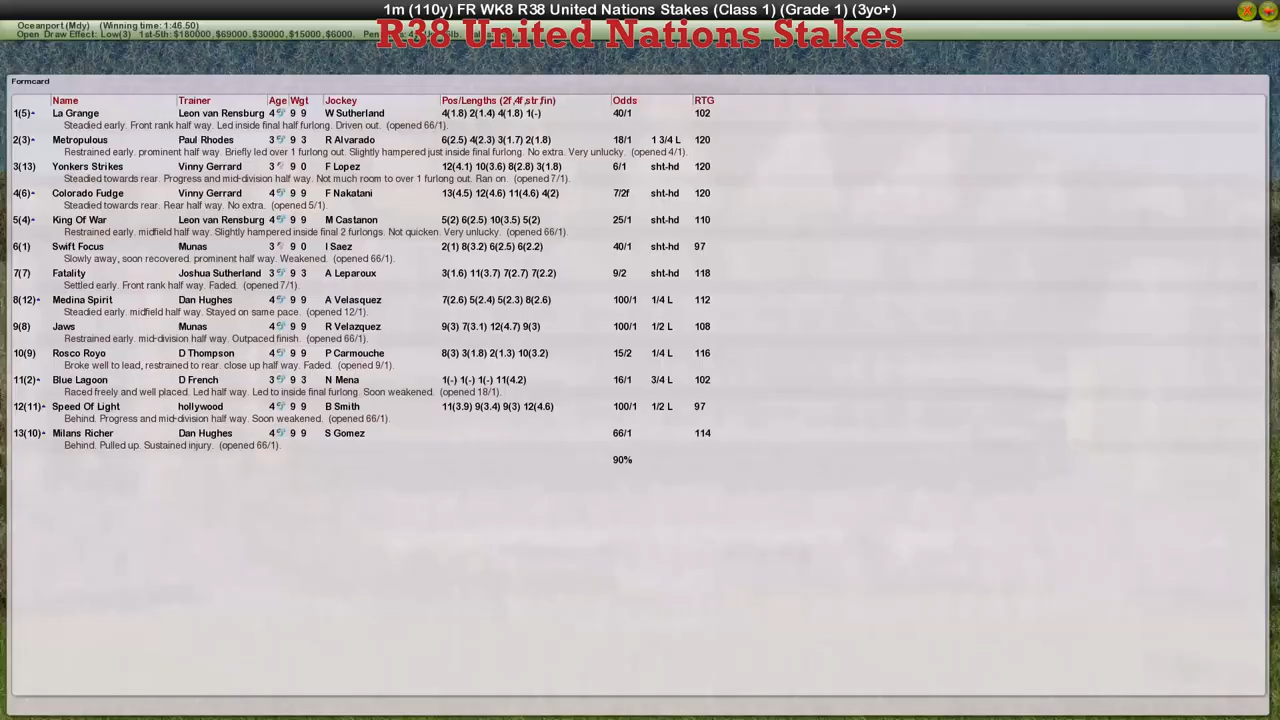 1m (110y) FR WK8 R38 United Nations Stakes (Class 1) (Grade 1) (3yo+)
Oceanport (Mdy) (Winning time: 1:46.50)
Open Draw Effect: Low(3) 1st-5th: $180000, $69000, $30000, $15000, $6000.
R38 United Nations Stakes
Formcard
Name Trainer Age Wgt Jockey Pos/Lengths (2f,4f,str,fin) Odds RTG
1(5) La Grange Leon van Rensburg 4 9 9 W Sutherland 4(1.8) 2(1.4) 4(1.8) 1(-) 40/1 102
Steadied early. Front rank half way. Led inside final half furlong. Driven out. (opened 66/1).
2(3) Metropulous Paul Rhodes 3 9 3 R Alvarado 6(2.5) 4(2.3) 3(1.7) 2(1.8) 18/1 1 3/4 L 120
Restrained early. prominent half way. Briefly led over 1 furlong out. Slightly hampered just inside final furlong. No extra. Very unlucky. (opened 4/1).
3(13) Yonkers Strikes Vinny Gerrard 3 9 0 F Lopez 12(4.1) 10(3.6) 8(2.8) 3(1.8) 6/1 sht-hd 120
Steadied towards rear. Progress and mid-division half way. Not much room to over 1 furlong out. Ran on. (opened 7/1).
4(6) Colorado Fudge Vinny Gerrard 4 9 9 F Nakatani 13(4.5) 12(4.6) 11(4.6) 4(2) 7/2f sht-hd 120
Steadied towards rear. Rear half way. No extra. (opened 5/1).
5(4) King Of War Leon van Rensburg 4 9 9 M Castanon 5(2) 6(2.5) 10(3.5) 5(2) 25/1 sht-hd 110
Restrained early. midfield half way. Slightly hampered inside final 2 furlongs. Not quicken. Very unlucky. (opened 66/1).
6(1) Swift Focus Munas 3 9 0 I Saez 2(1) 8(3.2) 6(2.5) 6(2.2) 40/1 sht-hd 97
Slowly away, soon recovered. prominent half way. Weakened. (opened 66/1).
7(7) Fatality Joshua Sutherland 3 9 3 A Leparoux 3(1.6) 11(3.7) 7(2.7) 7(2.2) 9/2 sht-hd 118
Settled early. Front rank half way. Faded. (opened 7/1).
8(12) Medina Spirit Dan Hughes 4 9 9 A Velasquez 7(2.6) 5(2.4) 5(2.3) 8(2.6) 100/1 1/4 L 112
Steadied early. midfield half way. Stayed on same pace. (opened 12/1).
9(8) Jaws Munas 4 9 9 R Velazquez 9(3) 7(3.1) 12(4.7) 9(3) 100/1 1/2 L 108
Restrained early. mid-division half way. Outpaced finish. (opened 66/1).
10(9) Rosco Royo D Thompson 4 9 9 P Carmouche 8(3) 3(1.8) 2(1.3) 10(3.2) 15/2 1/4 L 116
Broke well to lead, restrained to rear. close up half way. Faded. (opened 9/1).
11(2) Blue Lagoon D French 3 9 3 N Mena 1(-) 1(-) 1(-) 11(4.2) 16/1 3/4 L 102
Raced freely and well placed. Led half way. Led to inside final furlong. Soon weakened. (opened 18/1).
12(11) Speed Of Light hollywood 4 9 9 B Smith 11(3.9) 9(3.4) 9(3) 12(4.6) 100/1 1/2 L 97
Behind. Progress and mid-division half way. Soon weakened. (opened 66/1).
13(10) Milans Richer Dan Hughes 4 9 9 S Gomez 66/1 114
Behind. Pulled up. Sustained injury. (opened 66/1).
90%